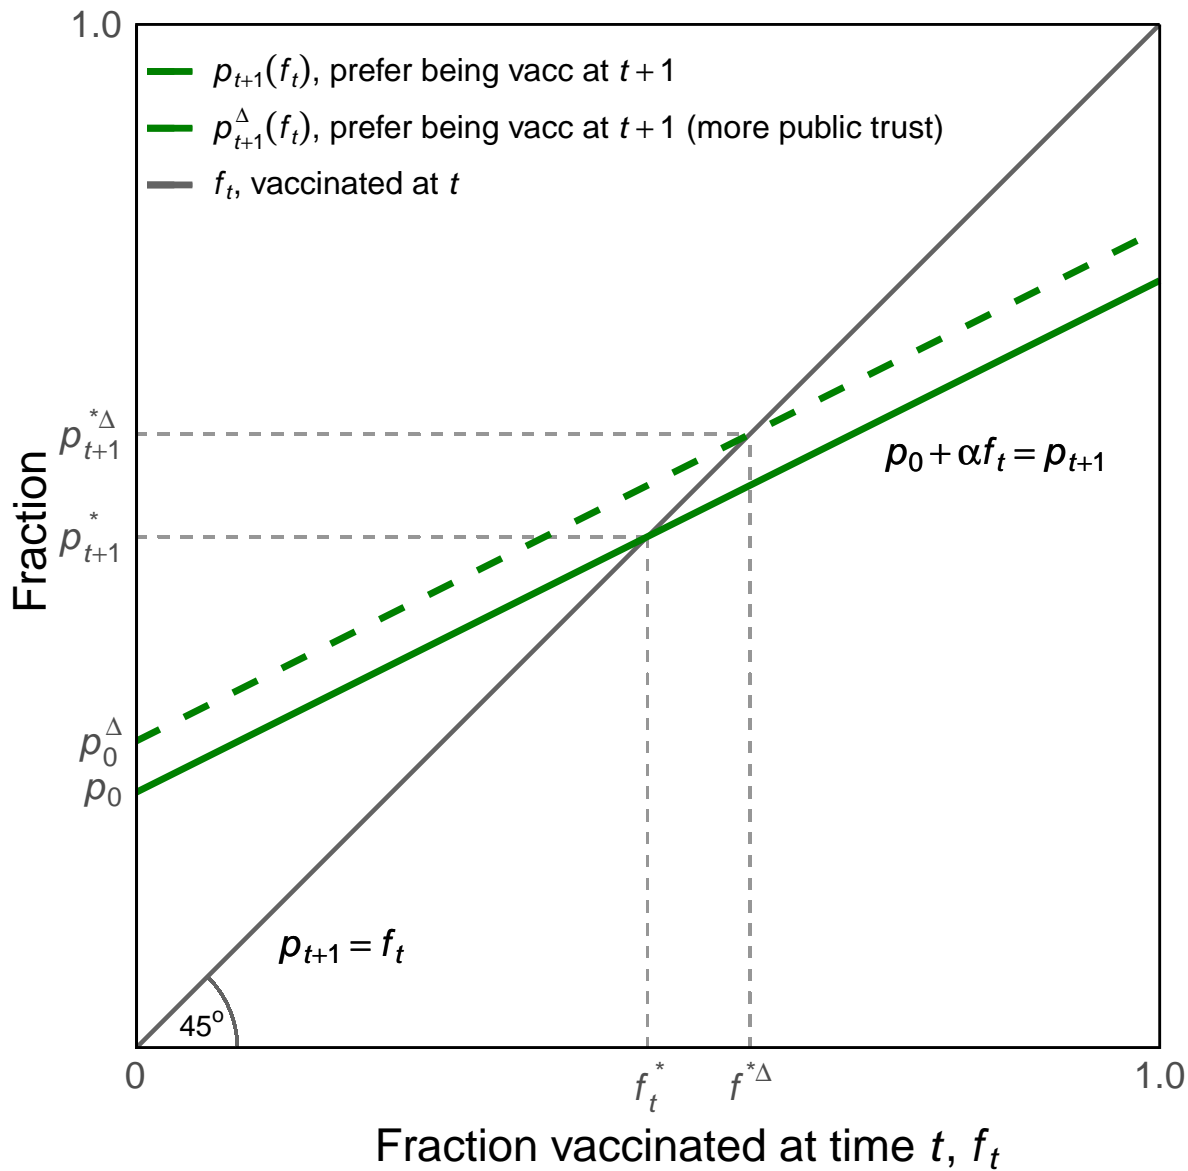 1.0
p_{t+1}(f_t), prefer being vacc at t + 1
p^Δ_{t+1}(f_t), prefer being vacc at t + 1 (more public trust)
f_t, vaccinated at t
p^{*Δ}_{t+1}
p_0 + αf_t = p_{t+1}
p^*_{t+1}
Fraction
p^Δ_0
p_0
p_{t+1} = f_t
45°
0
f^*_t
f^{*Δ}
1.0
Fraction vaccinated at time t, f_t